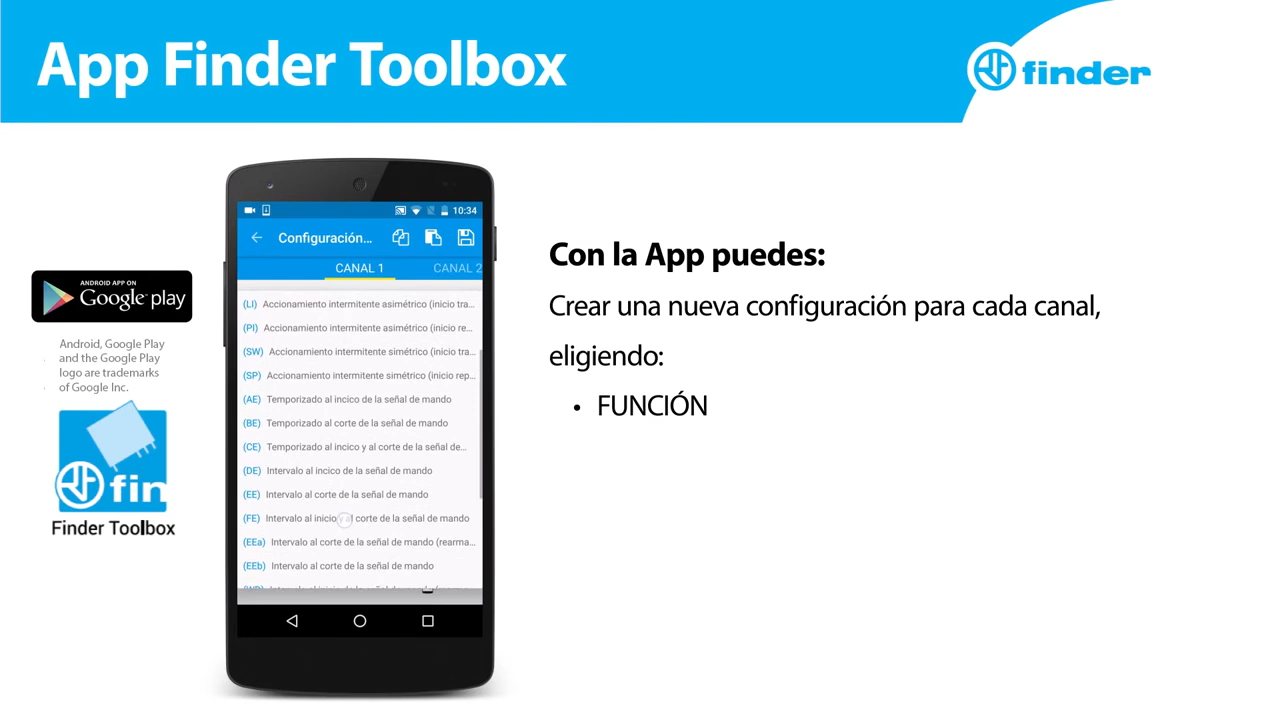 App Finder Toolbox
finder
10:34
Configuración...
CANAL 1
CANAL 2
(LI) Accionamiento intermitente asimétrico (inicio tra...
(PI) Accionamiento intermitente asimétrico (inicio re...
(SW) Accionamiento intermitente simétrico (inicio tra...
(SP) Accionamiento intermitente simétrico (inicio rep...
(AE) Temporizado al incico de la señal de mando
(BE) Temporizado al corte de la señal de mando
(CE) Temporizado al incico y al corte de la señal de...
(DE) Intervalo al incico de la señal de mando
(EE) Intervalo al corte de la señal de mando
(FE) Intervalo al inicio y al corte de la señal de mando
(EEa) Intervalo al corte de la señal de mando (rearma...
(EEb) Intervalo al corte de la señal de mando
ANDROID APP ON
Google play
Android, Google Play
and the Google Play
logo are trademarks
of Google Inc.
fin
Finder Toolbox
Con la App puedes:
Crear una nueva configuración para cada canal,
eligiendo:
• FUNCIÓN